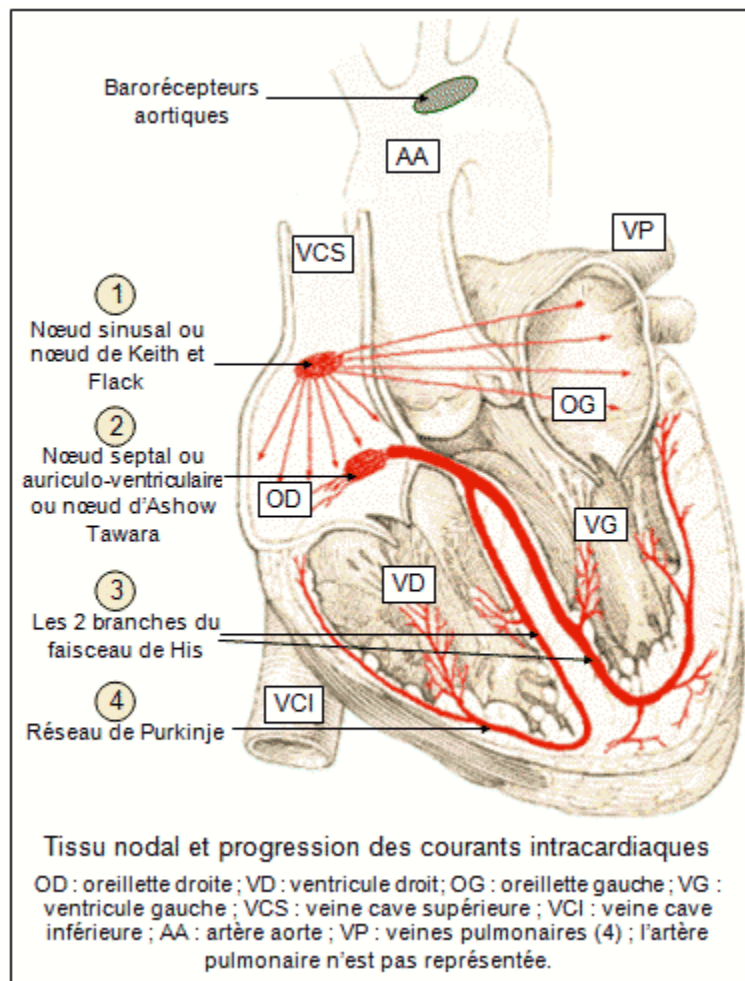 Barorécepteurs
aortiques
AA
VP
VCS
1
Nœud sinusal ou
nœud de Keith et
Flack
OG
2
Nœud septal ou
auriculo-ventriculaire
ou nœud d'Ashow
Tawara
OD
VG
VD
3
Les 2 branches du
faisceau de His
4
VCI
Réseau de Purkinje
Tissu nodal et progression des courants intracardiaques
OD : oreillette droite ; VD : ventricule droit ; OG : oreillette gauche ; VG :
ventricule gauche ; VCS : veine cave supérieure ; VCI : veine cave
inférieure ; AA : artère aorte ; VP : veines pulmonaires (4) ; l'artère
pulmonaire n'est pas représentée.